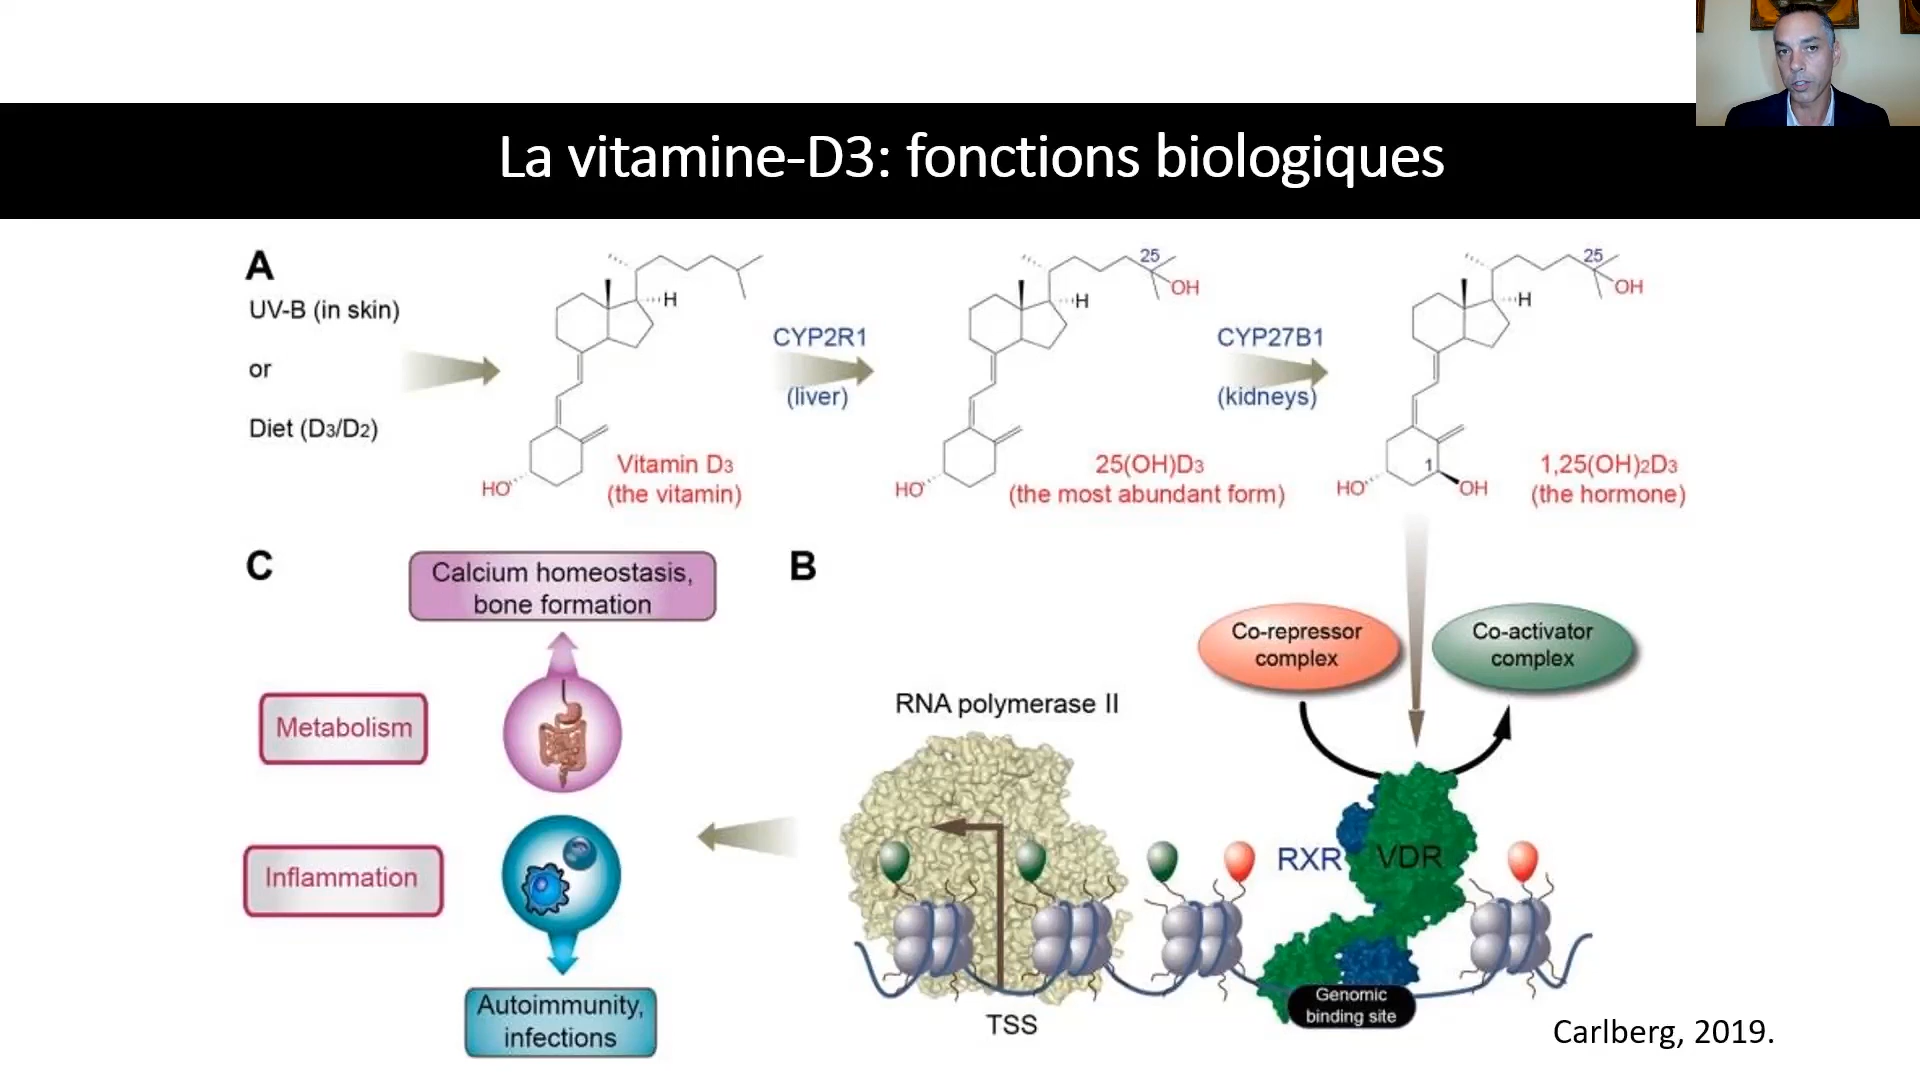 La vitamine-D3: fonctions biologiques
A
UV-B (in skin)
or
Diet (D3/D2)
H
HO
Vitamin D3
(the vitamin)
CYP2R1
(liver)
25
OH
H
HO
25(OH)D3
(the most abundant form)
CYP27B1
(kidneys)
25
OH
H
1
HO
OH
1,25(OH)2D3
(the hormone)
C
Calcium homeostasis,
bone formation
Metabolism
Inflammation
Autoimmunity,
infections
B
Co-repressor
complex
Co-activator
complex
RNA polymerase II
RXR
VDR
TSS
Genomic
binding site
Carlberg, 2019.